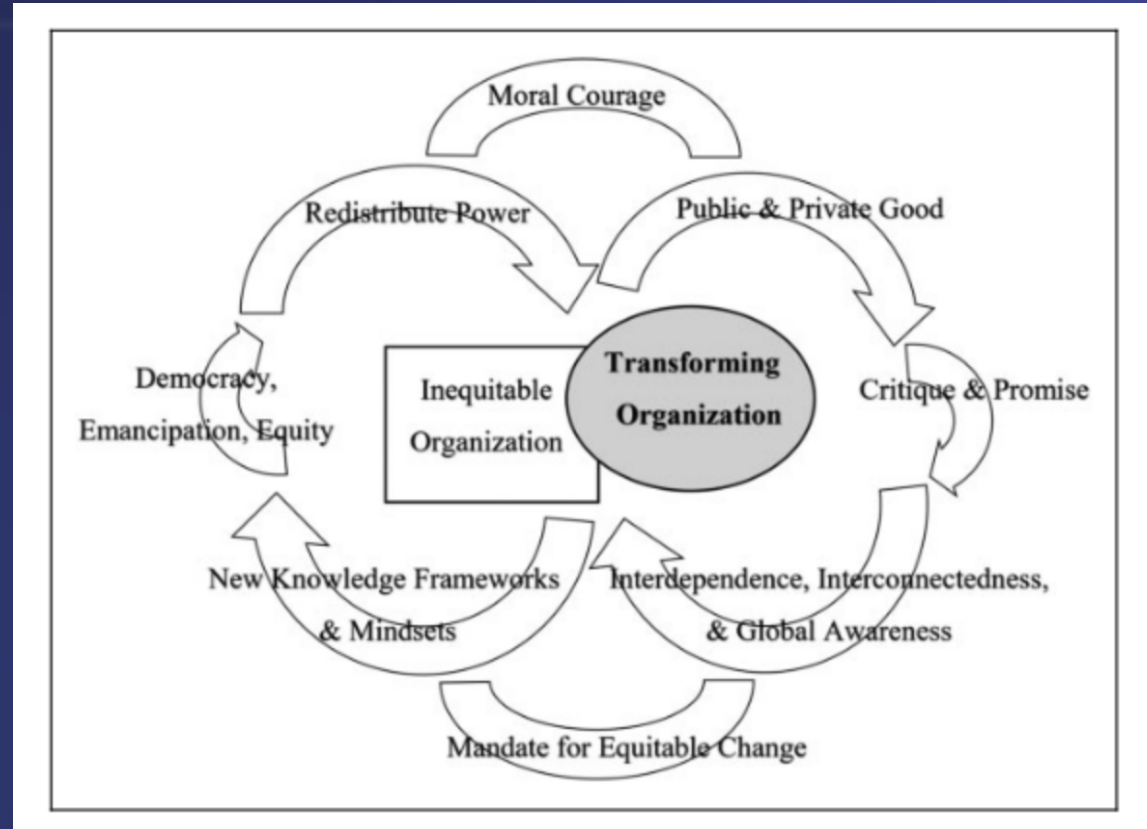 Moral Courage
Redistribute Power
Public & Private Good
Democracy,
Emancipation, Equity
Inequitable
Organization
Transforming
Organization
Critique & Promise
New Knowledge Frameworks
& Mindsets
Interdependence, Interconnectedness,
& Global Awareness
Mandate for Equitable Change